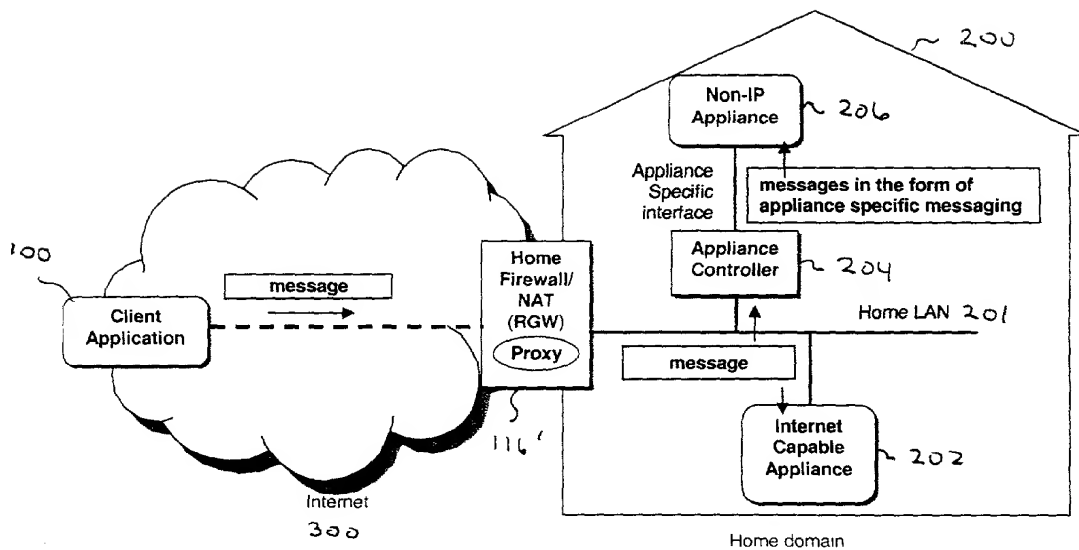 200
Non-IP
Appliance
206
Appliance
Specific
interface
messages in the form of
appliance specific messaging
100
message
Home
Firewall/
NAT
(RGW)
Proxy
Appliance
Controller
204
Client
Application
Home LAN 201
message
116'
Internet
Capable
Appliance
202
Internet
300
Home domain